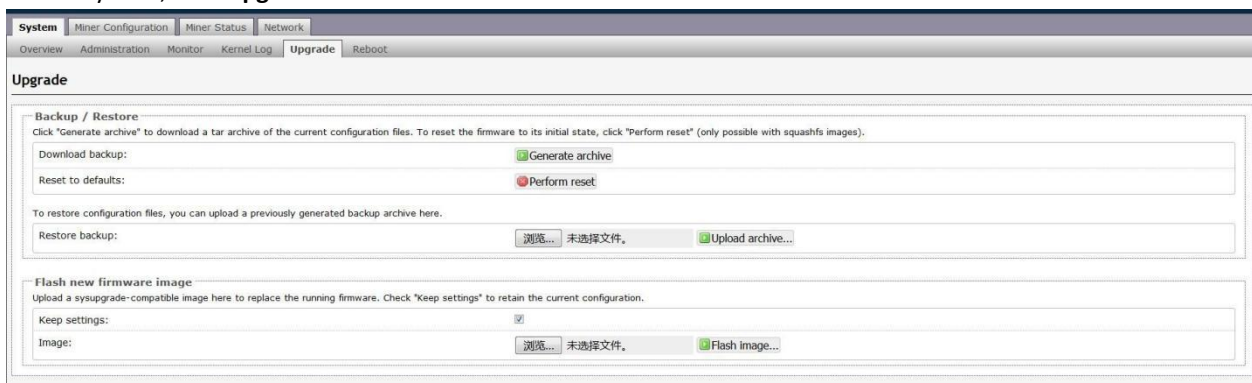 System Miner Configuration Miner Status Network
Overview Administration Monitor Kernel Log Upgrade Reboot
Upgrade
Backup / Restore
Click "Generate archive" to download a tar archive of the current configuration files. To reset the firmware to its initial state, click "Perform reset" (only possible with squashfs images).
Download backup: Generate archive
Reset to defaults: Perform reset
To restore configuration files, you can upload a previously generated backup archive here.
Restore backup: 浏览... 未选择文件。 Upload archive...
Flash new firmware image
Upload a sysupgrade-compatible image here to replace the running firmware. Check "Keep settings" to retain the current configuration.
Keep settings:
Image: 浏览... 未选择文件。 Flash image...